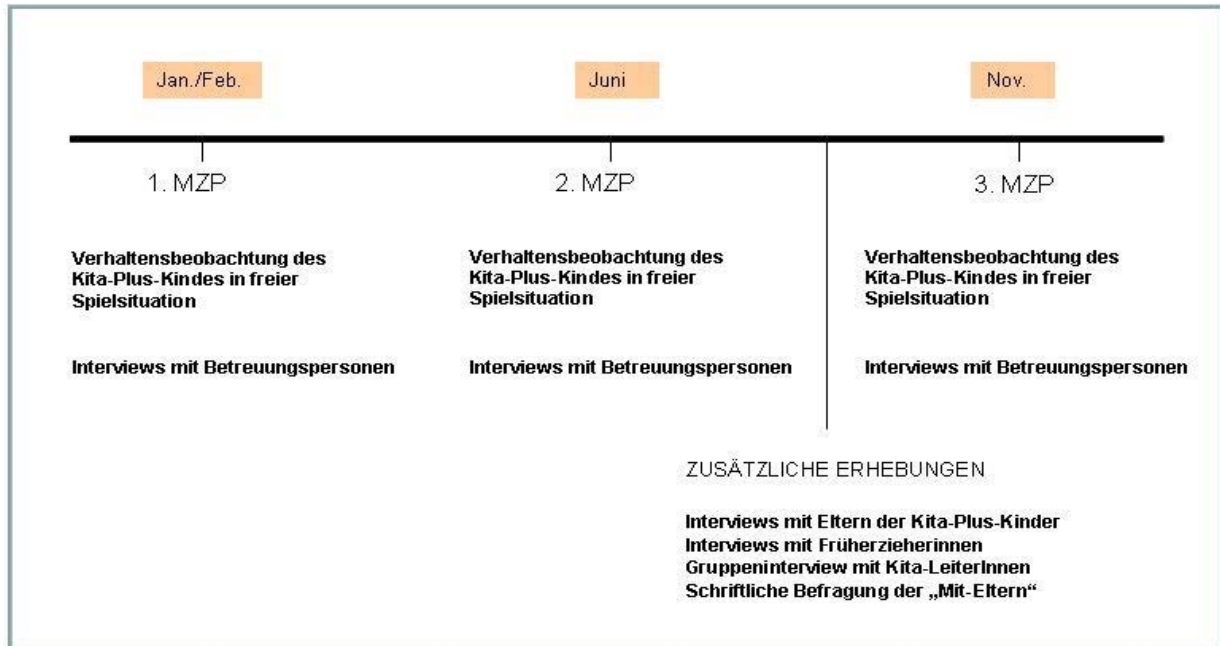 Jan./Feb.
Juni
Nov.
1. MZP
2. MZP
3. MZP
Verhaltensbeobachtung des
Kita-Plus-Kindes in freier
Spielsituation
Interviews mit Betreuungspersonen
Verhaltensbeobachtung des
Kita-Plus-Kindes in freier
Spielsituation
Interviews mit Betreuungspersonen
Verhaltensbeobachtung des
Kita-Plus-Kindes in freier
Spielsituation
Interviews mit Betreuungspersonen
ZUSÄTZLICHE ERHEBUNGEN
Interviews mit Eltern der Kita-Plus-Kinder
Interviews mit Früherzieherinnen
Gruppeninterview mit Kita-LeiterInnen
Schriftliche Befragung der „Mit-Eltern“